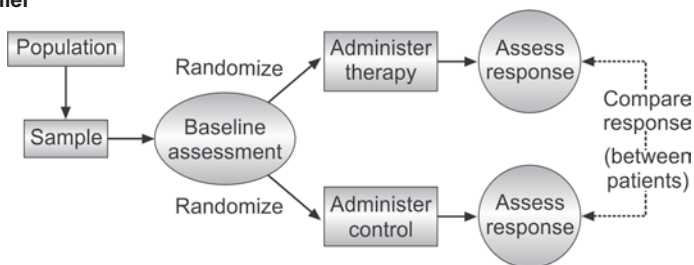 Population
Sample
Baseline
assessment
Randomize
Randomize
Administer
therapy
Administer
control
Assess
response
Assess
response
Compare
response
(between
patients)